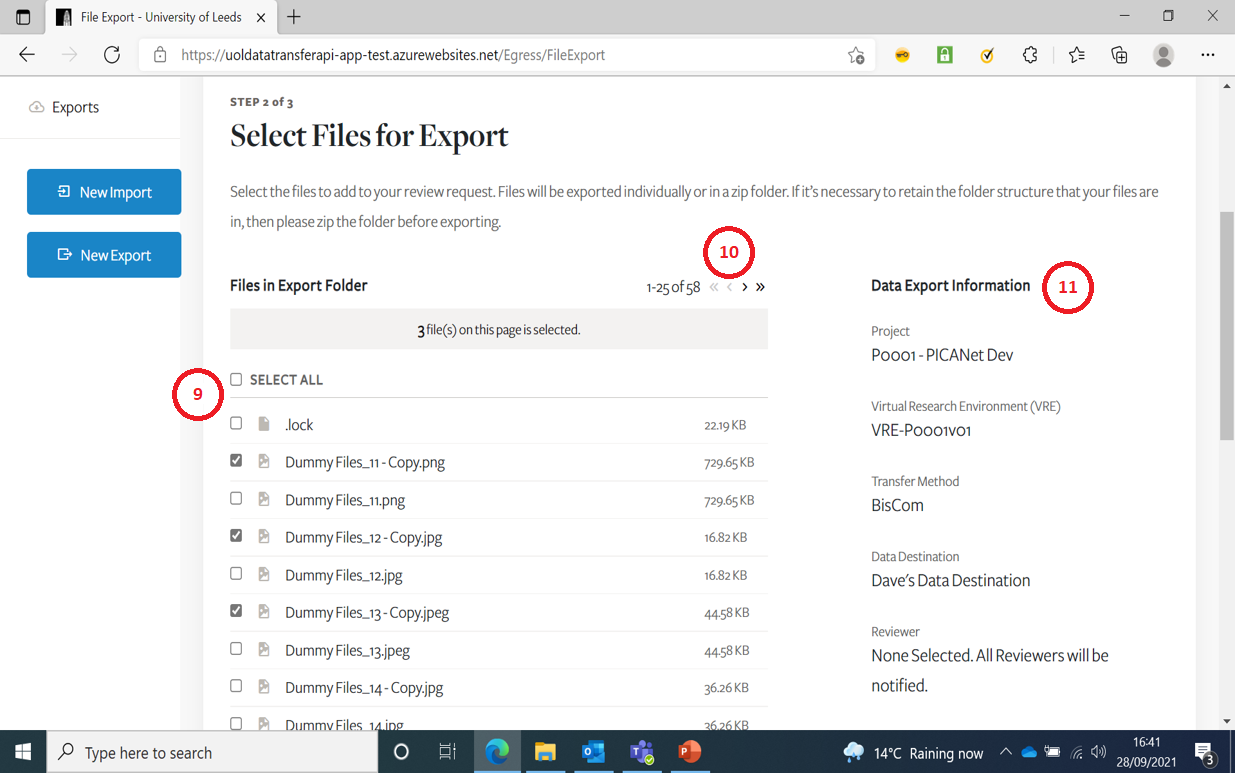 File Export - University of Leeds
https://uoldatatransferapi-app-test.azurewebsites.net/Egress/FileExport
Exports
New Import
New Export
STEP 2 of 3
Select Files for Export
Select the files to add to your review request. Files will be exported individually or in a zip folder. If it's necessary to retain the folder structure that your files are
in, then please zip the folder before exporting.
10
Files in Export Folder
1-25 of 58 « ‹ › »
3 file(s) on this page is selected.
9
SELECT ALL
.lock 22.19 KB
Dummy Files_11 - Copy.png 729.65 KB
Dummy Files_11.png 729.65 KB
Dummy Files_12 - Copy.jpg 16.82 KB
Dummy Files_12.jpg 16.82 KB
Dummy Files_13 - Copy.jpeg 44.58 KB
Dummy Files_13.jpeg 44.58 KB
Dummy Files_14 - Copy.jpg 36.26 KB
Dummy Files_14.jpg 36.26 KB
Data Export Information
11
Project
P0001 - PICANet Dev
Virtual Research Environment (VRE)
VRE-P0001v01
Transfer Method
BisCom
Data Destination
Dave's Data Destination
Reviewer
None Selected. All Reviewers will be
notified.
Type here to search
14°C Raining now
16:41
28/09/2021
3